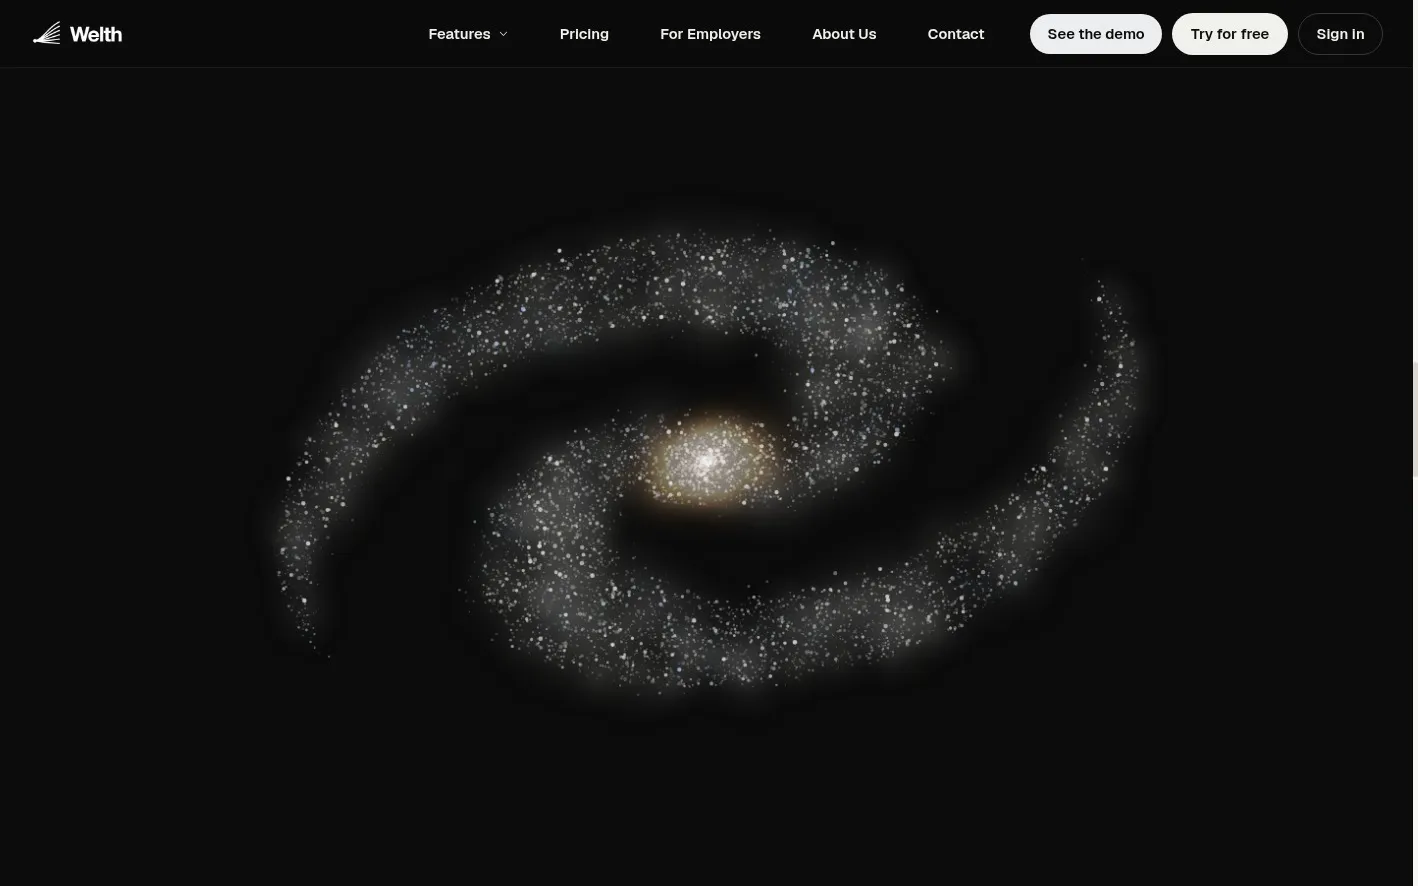 Welth
Features
Pricing
For Employers
About Us
Contact
See the demo
Try for free
Sign in